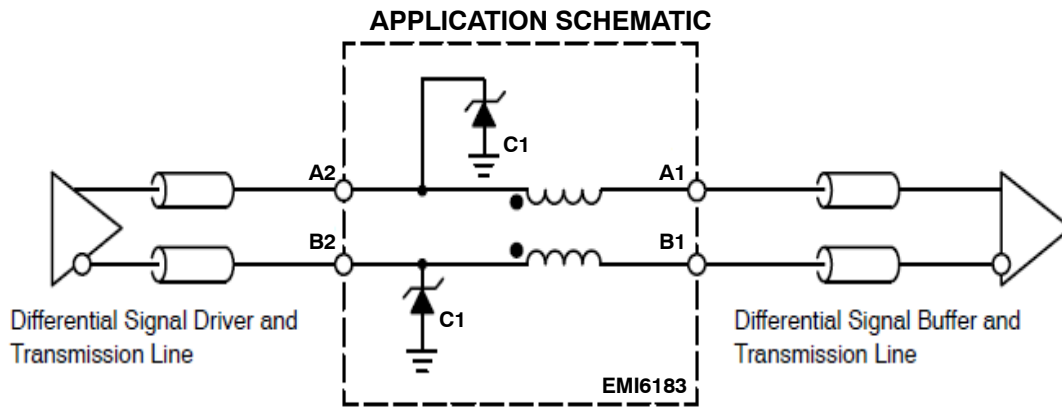 APPLICATION SCHEMATIC
C1
A2
A1
B2
B1
C1
Differential Signal Driver and
Transmission Line
Differential Signal Buffer and
Transmission Line
EMI6183